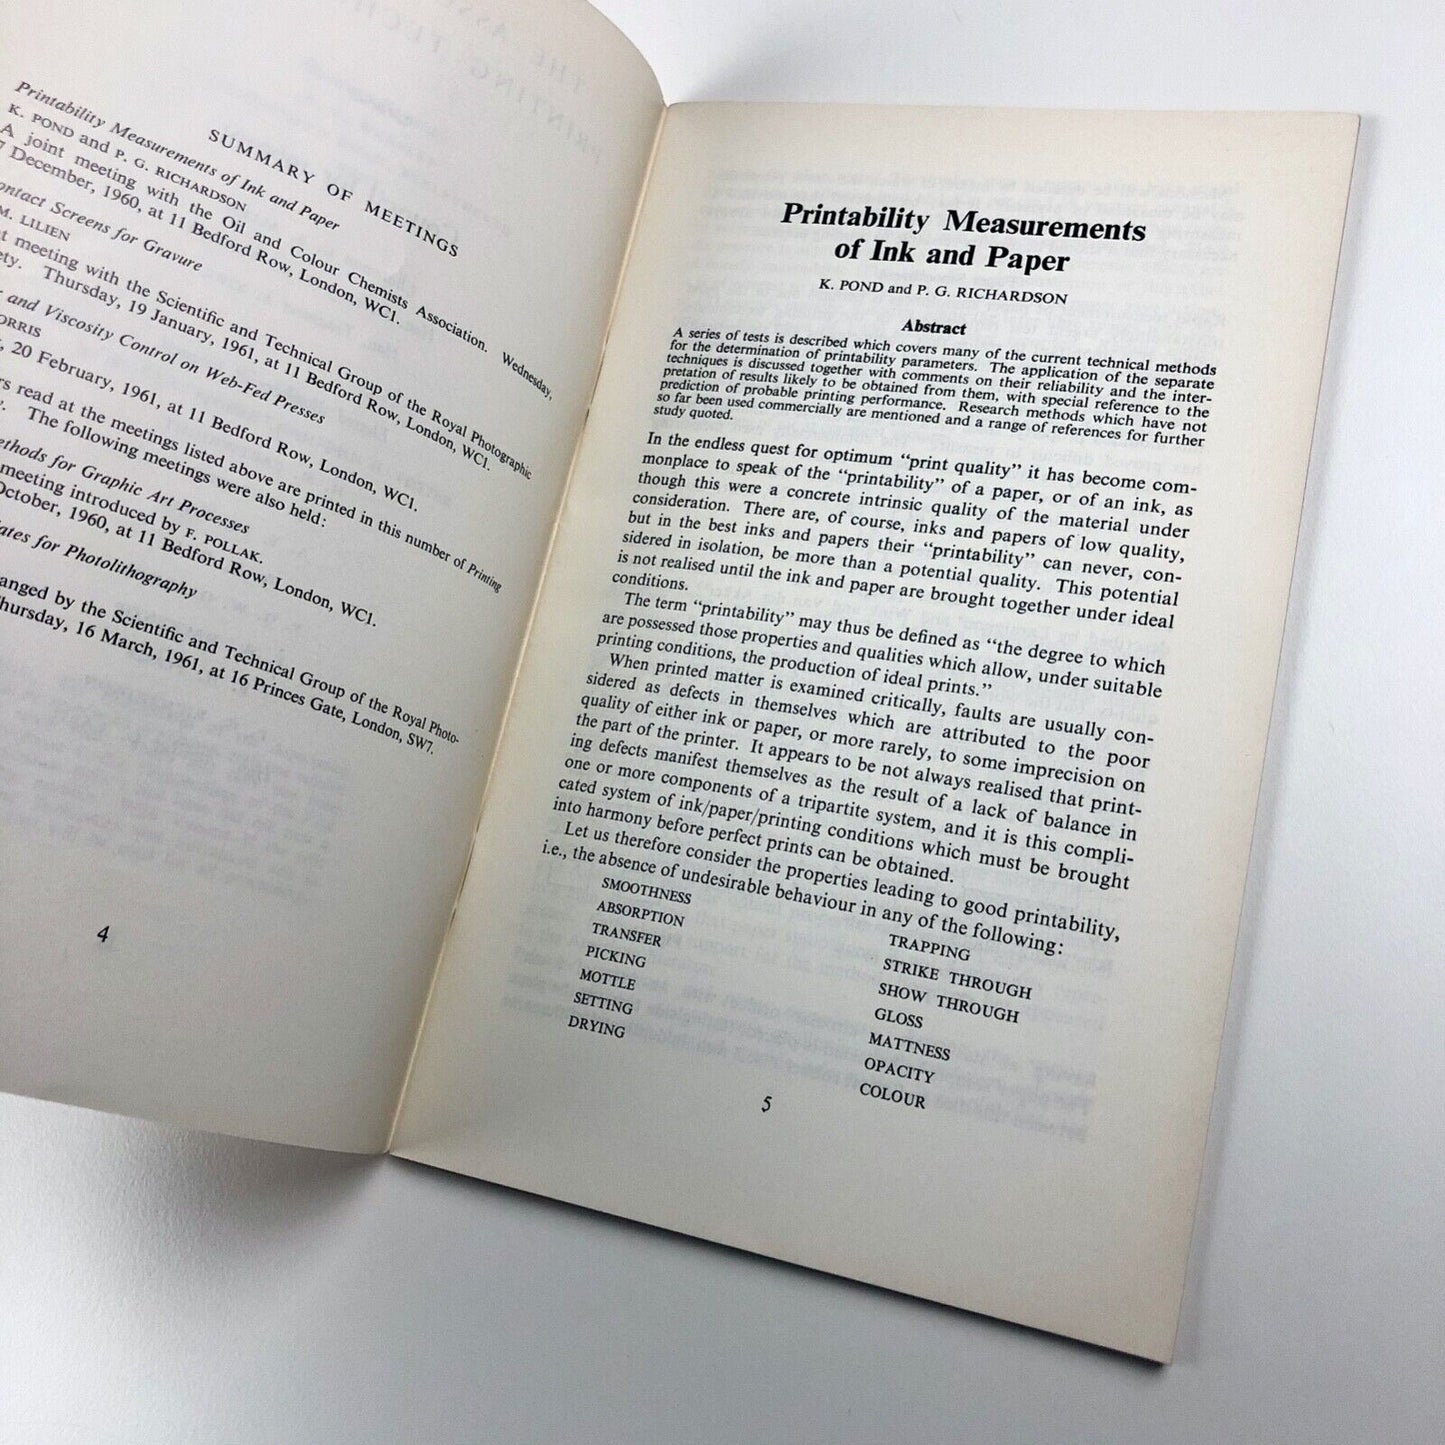 SUMMARY OF MEETINGS
Printability Measurements of Ink and Paper
K. POND and P. G. RICHARDSON
A joint meeting with the Oil and Colour Chemists Association. Wednesday,
7 December, 1960, at 11 Bedford Row, London, WC1.
Screens for Gravure
M. LILIEN
meeting with the Scientific and Technical Group of the Royal Photographic
Thursday, 19 January, 1961, at 11 Bedford Row, London, WC1.
and Viscosity Control on Web-Fed Presses
20 February, 1961, at 11 Bedford Row, London, WC1.
read at the meetings listed above are printed in this number of Printing
The following meetings were also held:
for Graphic Art Processes
meeting introduced by F. POLLAK.
October, 1960, at 11 Bedford Row, London, WC1.
for Photolithography
by the Scientific and Technical Group of the Royal Photo-
Thursday, 16 March, 1961, at 16 Princes Gate, London, SW7.
4
Printability Measurements
of Ink and Paper
K. POND and P. G. RICHARDSON
Abstract
A series of tests is described which covers many of the current technical methods
for the determination of printability parameters. The application of the separate
techniques is discussed together with comments on their reliability and the inter-
pretation of results likely to be obtained from them, with special reference to the
prediction of probable printing performance. Research methods which have not
so far been used commercially are mentioned and a range of references for further
study quoted.
In the endless quest for optimum "print quality" it has become com-
monplace to speak of the "printability" of a paper, or of an ink, as
though this were a concrete intrinsic quality of the material under
consideration. There are, of course, inks and papers of low quality,
but in the best inks and papers their "printability" can never, con-
sidered in isolation, be more than a potential quality. This potential
is not realised until the ink and paper are brought together under ideal
conditions.
The term "printability" may thus be defined as "the degree to which
are possessed those properties and qualities which allow, under suitable
printing conditions, the production of ideal prints."
When printed matter is examined critically, faults are usually con-
sidered as defects in themselves which are attributed to the poor
quality of either ink or paper, or more rarely, to some imprecision on
the part of the printer. It appears to be not always realised that print-
ing defects manifest themselves as the result of a lack of balance in
one or more components of a tripartite system, and it is this compli-
cated system of ink/paper/printing conditions which must be brought
into harmony before perfect prints can be obtained.
Let us therefore consider the properties leading to good printability,
i.e., the absence of undesirable behaviour in any of the following:
SMOOTHNESS
ABSORPTION
TRANSFER
PICKING
MOTTLE
SETTING
DRYING
TRAPPING
STRIKE THROUGH
SHOW THROUGH
GLOSS
MATTNESS
OPACITY
COLOUR
5